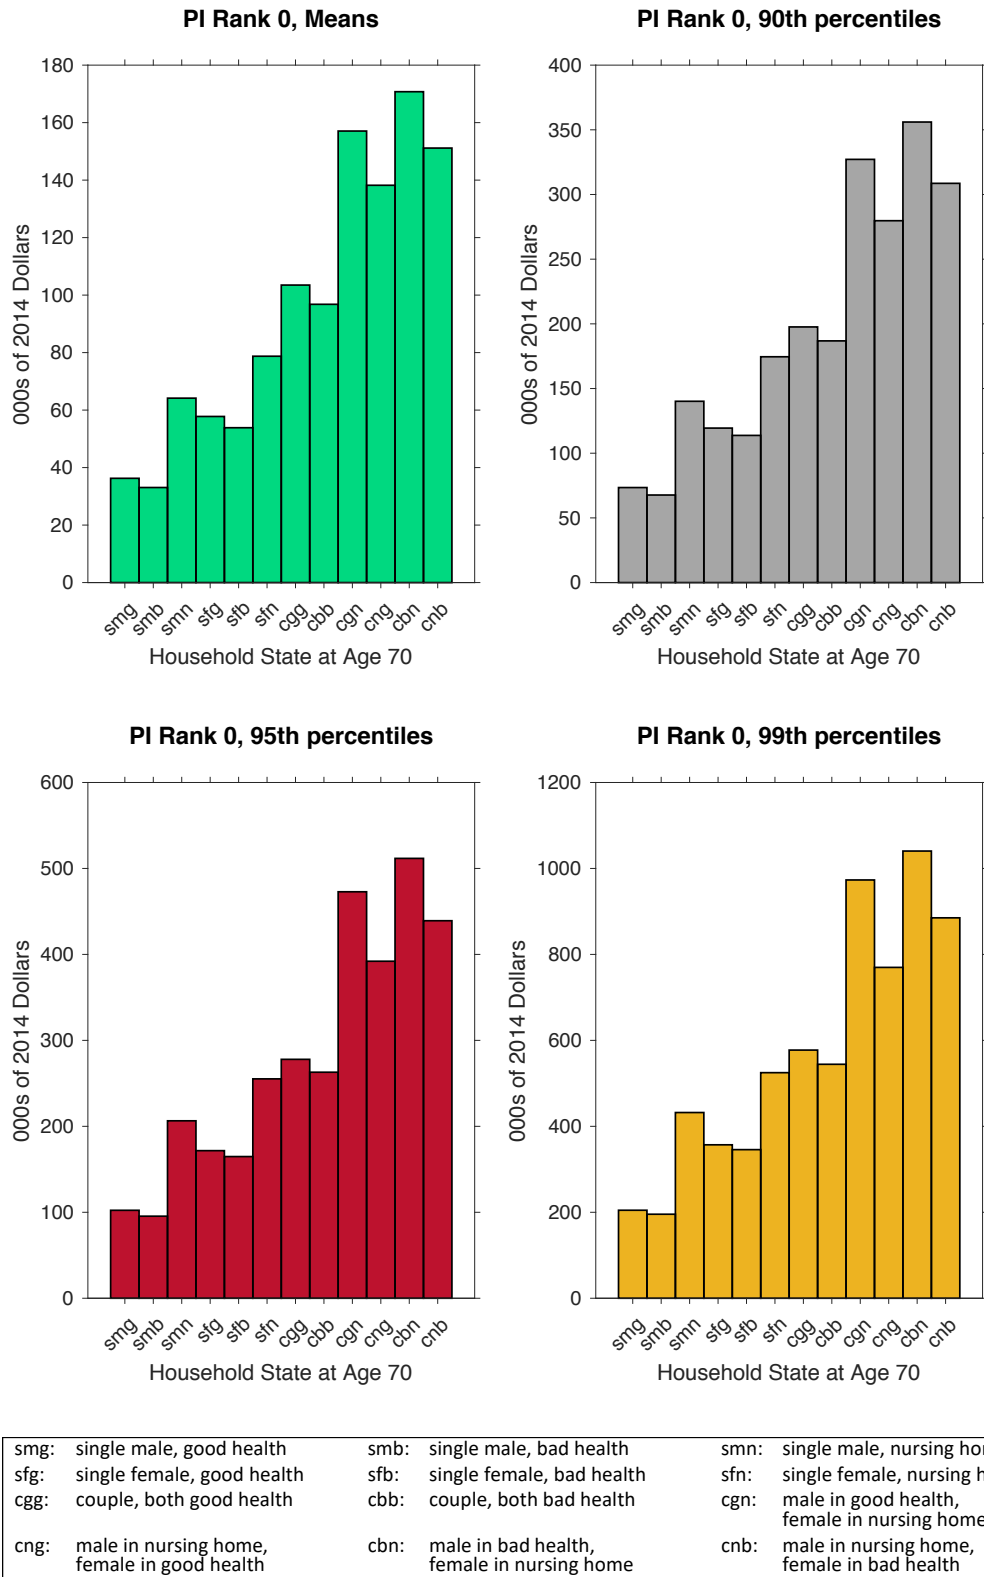 PI Rank 0, Means
180
160
140
120
100
80
60
40
20
0
000s of 2014 Dollars
smg smb smn sfg sfb sfn cgg cbb cgn cng cbn cnb
Household State at Age 70
PI Rank 0, 90th percentiles
400
350
300
250
200
150
100
50
0
000s of 2014 Dollars
smg smb smn sfg sfb sfn cgg cbb cgn cng cbn cnb
Household State at Age 70
PI Rank 0, 95th percentiles
600
500
400
300
200
100
0
000s of 2014 Dollars
smg smb smn sfg sfb sfn cgg cbb cgn cng cbn cnb
Household State at Age 70
PI Rank 0, 99th percentiles
1200
1000
800
600
400
200
0
000s of 2014 Dollars
smg smb smn sfg sfb sfn cgg cbb cgn cng cbn cnb
Household State at Age 70
smg: single male, good health
smb: single male, bad health
smn: single male, nursing
sfg: single female, good health
sfb: single female, bad health
sfn: single female, nursing
cgg: couple, both good health
cbb: couple, both bad health
cgn: male in good health,
female in nursing home
cng: male in nursing home,
female in good health
cbn: male in bad health,
female in nursing home
cnb: male in nursing home,
female in bad health